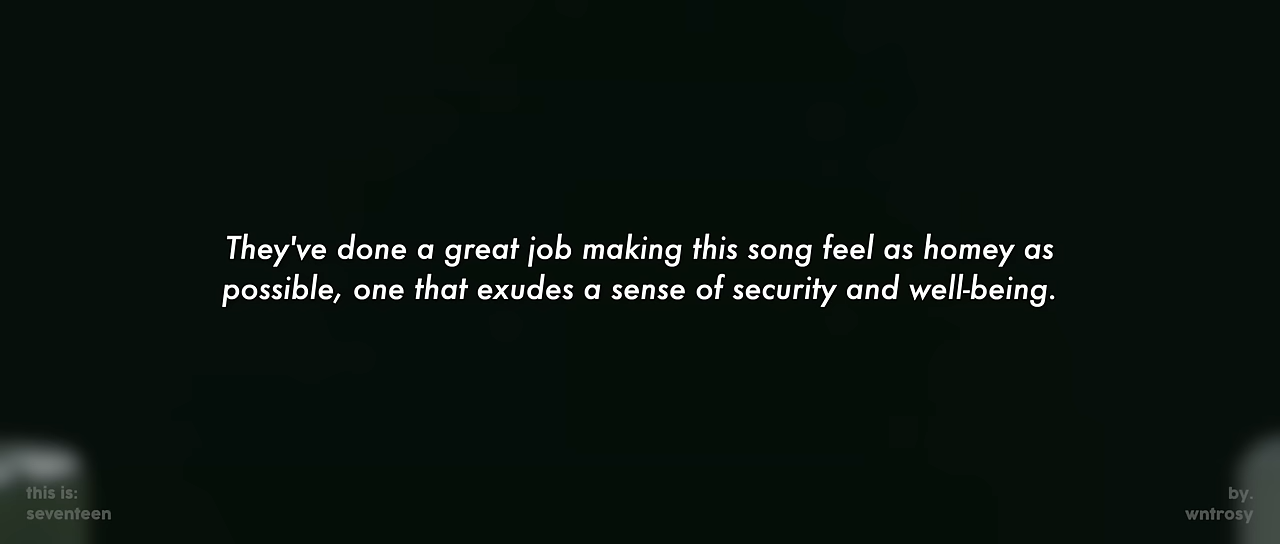 They've done a great job making this song feel as homey as
possible, one that exudes a sense of security and well-being.
this is:
seventeen
by.
wntrosy